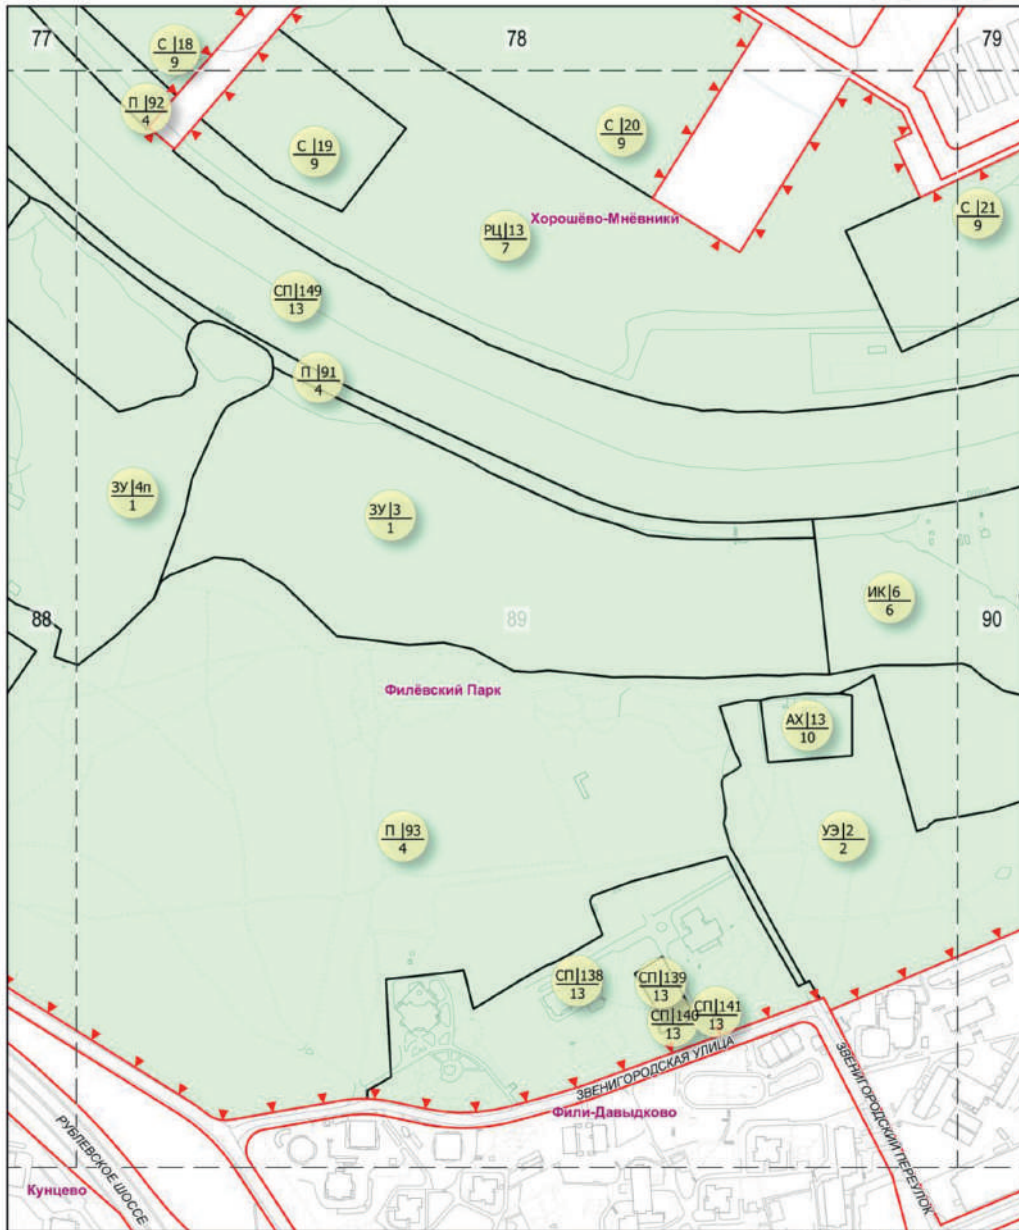 77
78
79
С |18
9
П |92
4
С |19
9
С |20
9
С |21
9
Хорошёво-Мнёвники
РЦ|13
7
СП|149
13
П |91
4
ЗУ|4п
1
ЗУ|3
1
ИК|6
6
88
89
90
Филёвский Парк
АХ|13
10
П |93
4
УЭ|2
2
СП|138
13
СП|139
13
СП|140
13
СП|141
13
ЗВЕНИГОРОДСКАЯ УЛИЦА
ЗВЕНИГОРОДСКИЙ ПЕРЕУЛОК
Фили-Давыдково
РУБЛЕВСКОЕ ШОССЕ
Кунцево